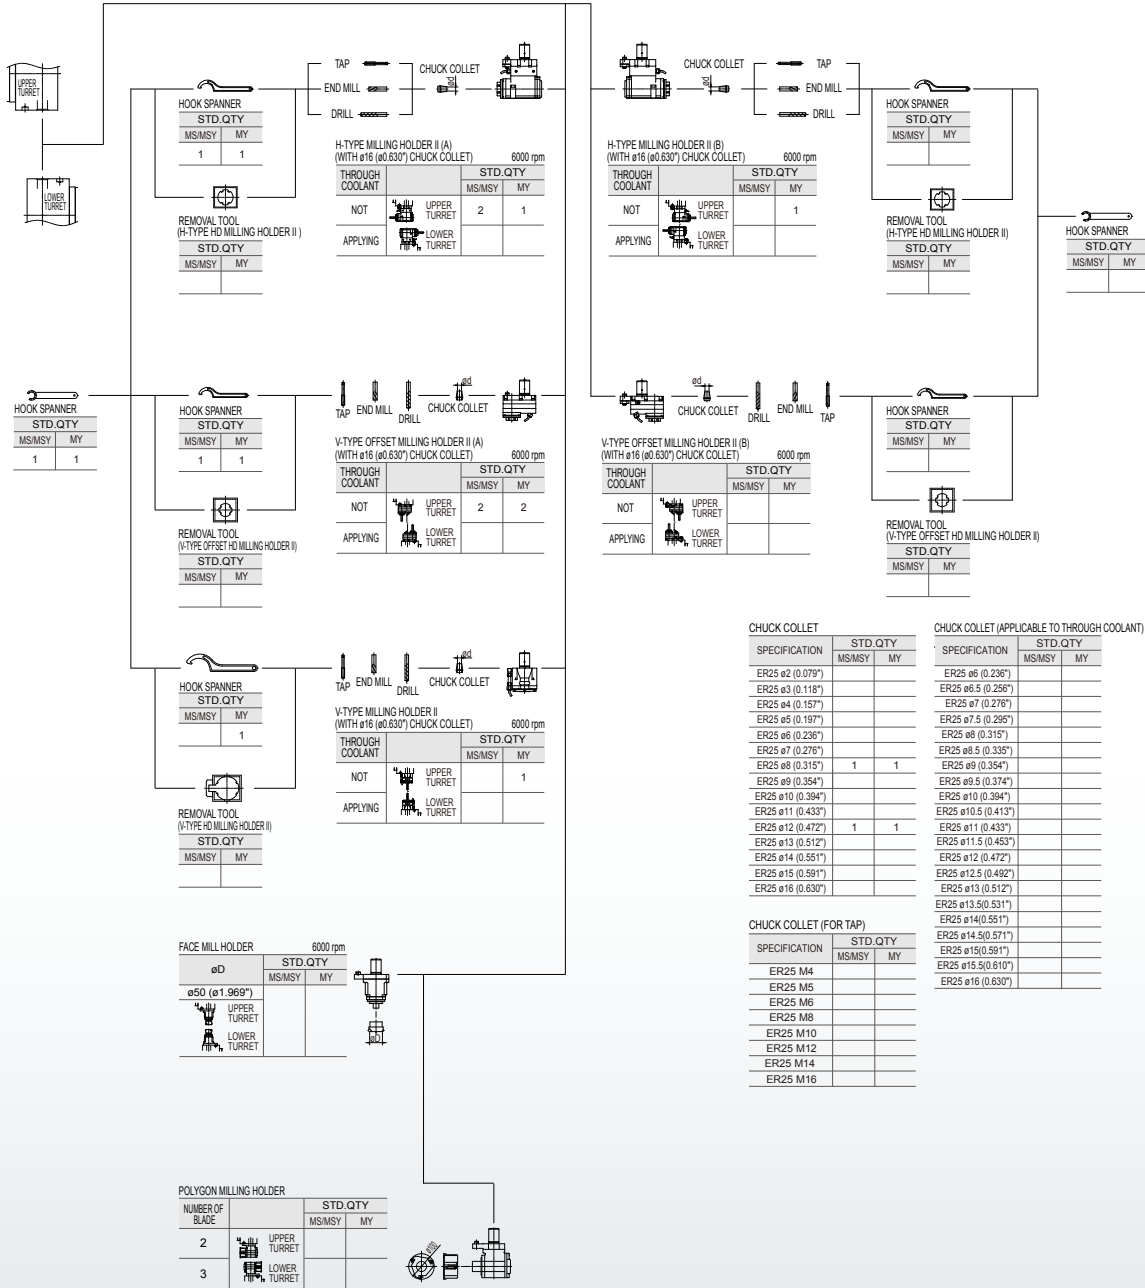 UPPER
TURRET
LOWER
TURRET
HOOK SPANNER
STD.QTY
MS/MSY MY
1 1
REMOVAL TOOL
(H-TYPE HD MILLING HOLDER II )
STD.QTY
MS/MSY MY
TAP
END MILL
DRILL
CHUCK COLLET
ød
H-TYPE MILLING HOLDER II (A)
(WITH ø16 (ø0.630") CHUCK COLLET) 6000 rpm
THROUGH
COOLANT
STD.QTY
MS/MSY MY
NOT UPPER
TURRET 2 1
APPLYING LOWER
TURRET
CHUCK COLLET
ød
TAP
END MILL
DRILL
H-TYPE MILLING HOLDER II (B)
(WITH ø16 (ø0.630") CHUCK COLLET) 6000 rpm
THROUGH
COOLANT
STD.QTY
MS/MSY MY
NOT UPPER
TURRET 1
APPLYING LOWER
TURRET
HOOK SPANNER
STD.QTY
MS/MSY MY
REMOVAL TOOL
(H-TYPE HD MILLING HOLDER II)
STD.QTY
MS/MSY MY
HOOK SPANNER
STD.QTY
MS/MSY MY
HOOK SPANNER
STD.QTY
MS/MSY MY
1 1
HOOK SPANNER
STD.QTY
MS/MSY MY
1 1
REMOVAL TOOL
(V-TYPE OFFSET HD MILLING HOLDER II)
STD.QTY
MS/MSY MY
TAP
END MILL
DRILL
CHUCK COLLET
ød
V-TYPE OFFSET MILLING HOLDER II (A)
(WITH ø16 (ø0.630") CHUCK COLLET) 6000 rpm
THROUGH
COOLANT
STD.QTY
MS/MSY MY
NOT UPPER
TURRET 2 2
APPLYING LOWER
TURRET
ød
CHUCK COLLET
DRILL
END MILL
TAP
V-TYPE OFFSET MILLING HOLDER II (B)
(WITH ø16 (ø0.630") CHUCK COLLET) 6000 rpm
THROUGH
COOLANT
STD.QTY
MS/MSY MY
NOT UPPER
TURRET
APPLYING LOWER
TURRET
HOOK SPANNER
STD.QTY
MS/MSY MY
REMOVAL TOOL
(V-TYPE OFFSET HD MILLING HOLDER II)
STD.QTY
MS/MSY MY
HOOK SPANNER
STD.QTY
MS/MSY MY
1
REMOVAL TOOL
(V-TYPE HD MILLING HOLDER II)
STD.QTY
MS/MSY MY
TAP
END MILL
DRILL
CHUCK COLLET
ød
V-TYPE MILLING HOLDER II
(WITH ø16 (ø0.630") CHUCK COLLET) 6000 rpm
THROUGH
COOLANT
STD.QTY
MS/MSY MY
NOT UPPER
TURRET 1
APPLYING LOWER
TURRET
CHUCK COLLET
SPECIFICATION STD.QTY
MS/MSY MY
ER25 ø2 (0.079")
ER25 ø3 (0.118")
ER25 ø4 (0.157")
ER25 ø5 (0.197")
ER25 ø6 (0.236")
ER25 ø7 (0.276")
ER25 ø8 (0.315") 1 1
ER25 ø9 (0.354")
ER25 ø10 (0.394")
ER25 ø11 (0.433")
ER25 ø12 (0.472") 1 1
ER25 ø13 (0.512")
ER25 ø14 (0.551")
ER25 ø15 (0.591")
ER25 ø16 (0.630")
CHUCK COLLET (APPLICABLE TO THROUGH COOLANT)
SPECIFICATION STD.QTY
MS/MSY MY
ER25 ø6 (0.236")
ER25 ø6.5 (0.256")
ER25 ø7 (0.276")
ER25 ø7.5 (0.295")
ER25 ø8 (0.315")
ER25 ø8.5 (0.335")
ER25 ø9 (0.354")
ER25 ø9.5 (0.374")
ER25 ø10 (0.394")
ER25 ø10.5 (0.413")
ER25 ø11 (0.433")
ER25 ø11.5 (0.453")
ER25 ø12 (0.472")
ER25 ø12.5 (0.492")
ER25 ø13 (0.512")
ER25 ø13.5(0.531")
ER25 ø14(0.551")
ER25 ø14.5(0.571")
ER25 ø15(0.591")
ER25 ø15.5(0.610")
ER25 ø16 (0.630")
CHUCK COLLET (FOR TAP)
SPECIFICATION STD.QTY
MS/MSY MY
ER25 M4
ER25 M5
ER25 M6
ER25 M8
ER25 M10
ER25 M12
ER25 M14
ER25 M16
FACE MILL HOLDER 6000 rpm
øD STD.QTY
MS/MSY MY
ø50 (ø1.969")
UPPER
TURRET
LOWER
TURRET
øD
POLYGON MILLING HOLDER
NUMBER OF
BLADE
STD.QTY
MS/MSY MY
2 UPPER
TURRET
3 LOWER
TURRET
ø100